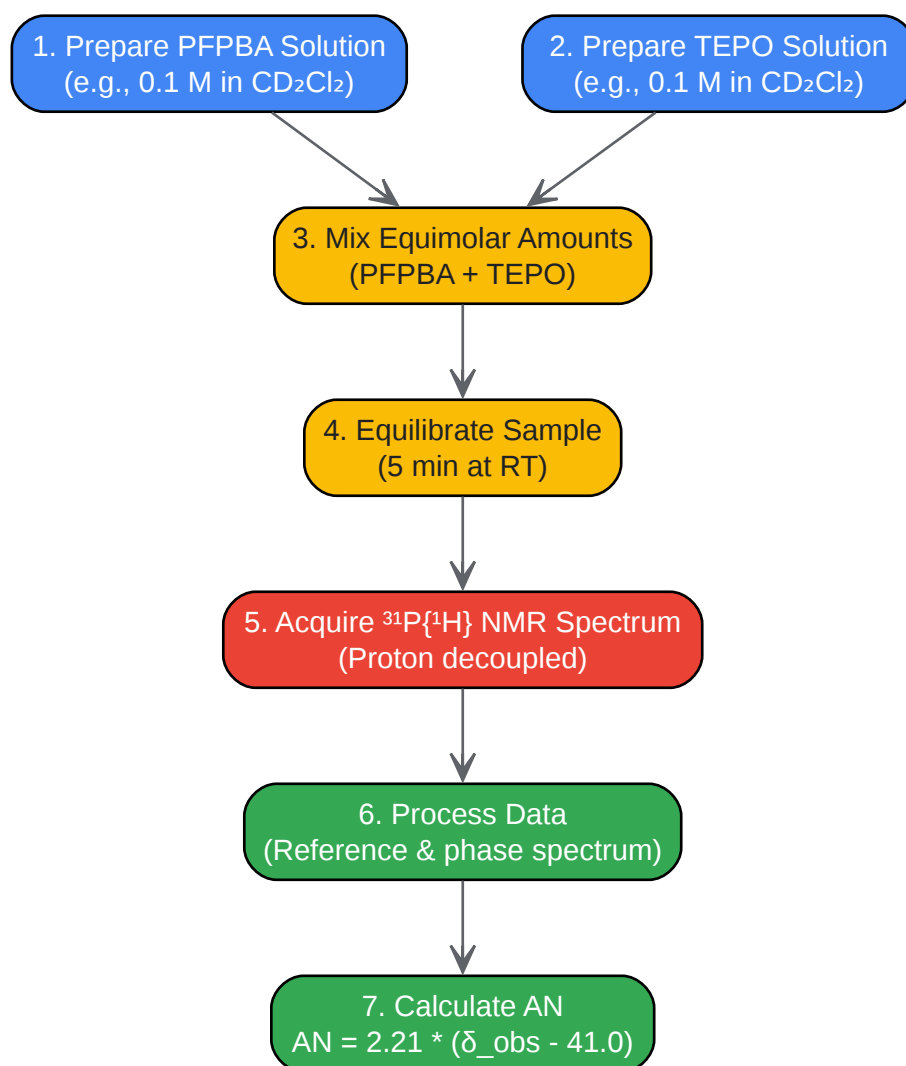 1. Prepare PFPBA Solution
(e.g., 0.1 M in CD₂Cl₂)
2. Prepare TEPO Solution
(e.g., 0.1 M in CD₂Cl₂)
3. Mix Equimolar Amounts
(PFPBA + TEPO)
4. Equilibrate Sample
(5 min at RT)
5. Acquire ³¹P{¹H} NMR Spectrum
(Proton decoupled)
6. Process Data
(Reference & phase spectrum)
7. Calculate AN
AN = 2.21 * (δ_obs - 41.0)